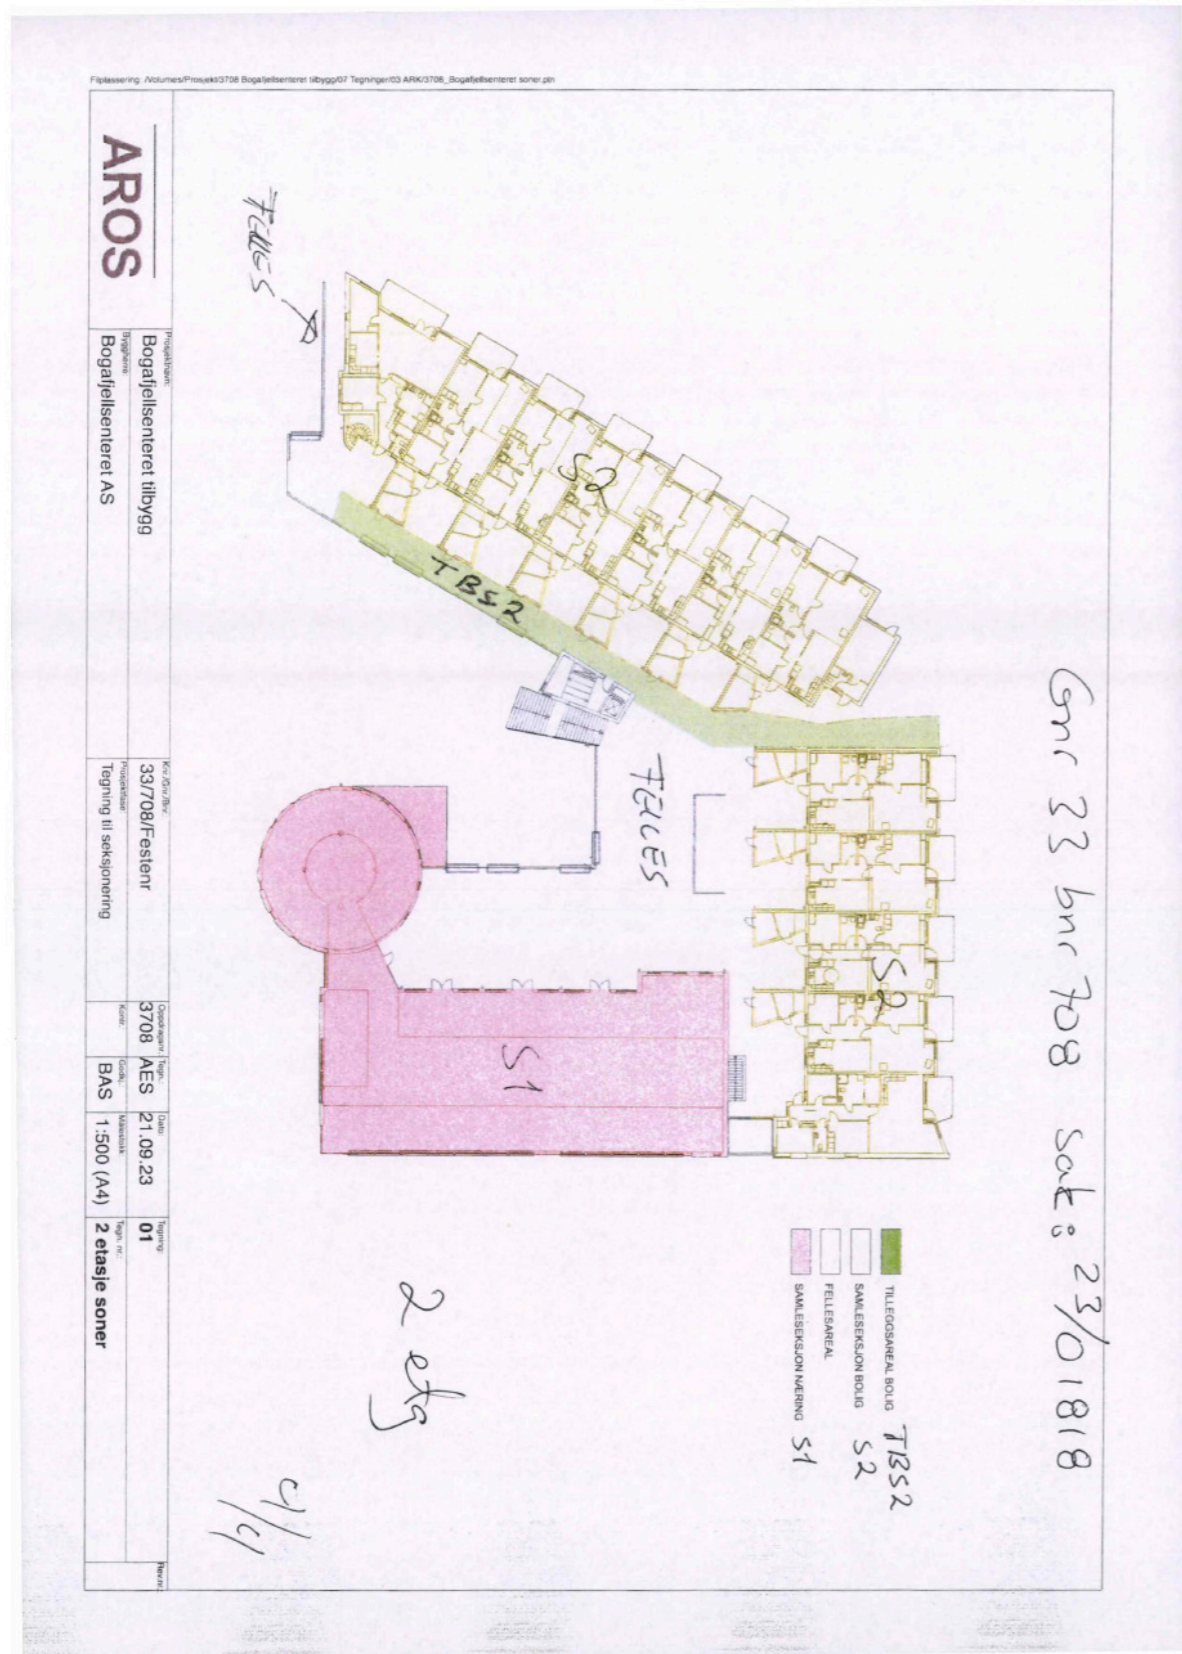 Filplassering: /Volumes/Prosjekt/3708 Bogafjellsenteret tilbygg/07 Tegninger/03 ARK/3708_Bogafjellsenteret soner.pln
Gnr 33 bnr 708 sak: 23/01818
TILLEGGSAREAL BOLIG TBS2
SAMLESEKSJON BOLIG S2
FELLESAREAL
SAMLESEKSJON NÆRING S1
FELLES
S2
TBS2
FELLES
S2
S1
2 etg
AROS
Prosjektnavn:
Bogafjellsenteret tilbygg
Byggherre:
Bogafjellsenteret AS
Knr./Gnr./Bnr.
33/708/Festenr
Prosjektfase:
Tegning til seksjonering
Oppdragsnr.:
3708
Kontr.:
Tegn.:
AES
Godkj.:
BAS
Dato:
21.09.23
Målestokk:
1:500 (A4)
Tegning:
01
Tegn. nr.:
2 etasje soner
Rev.nr.: